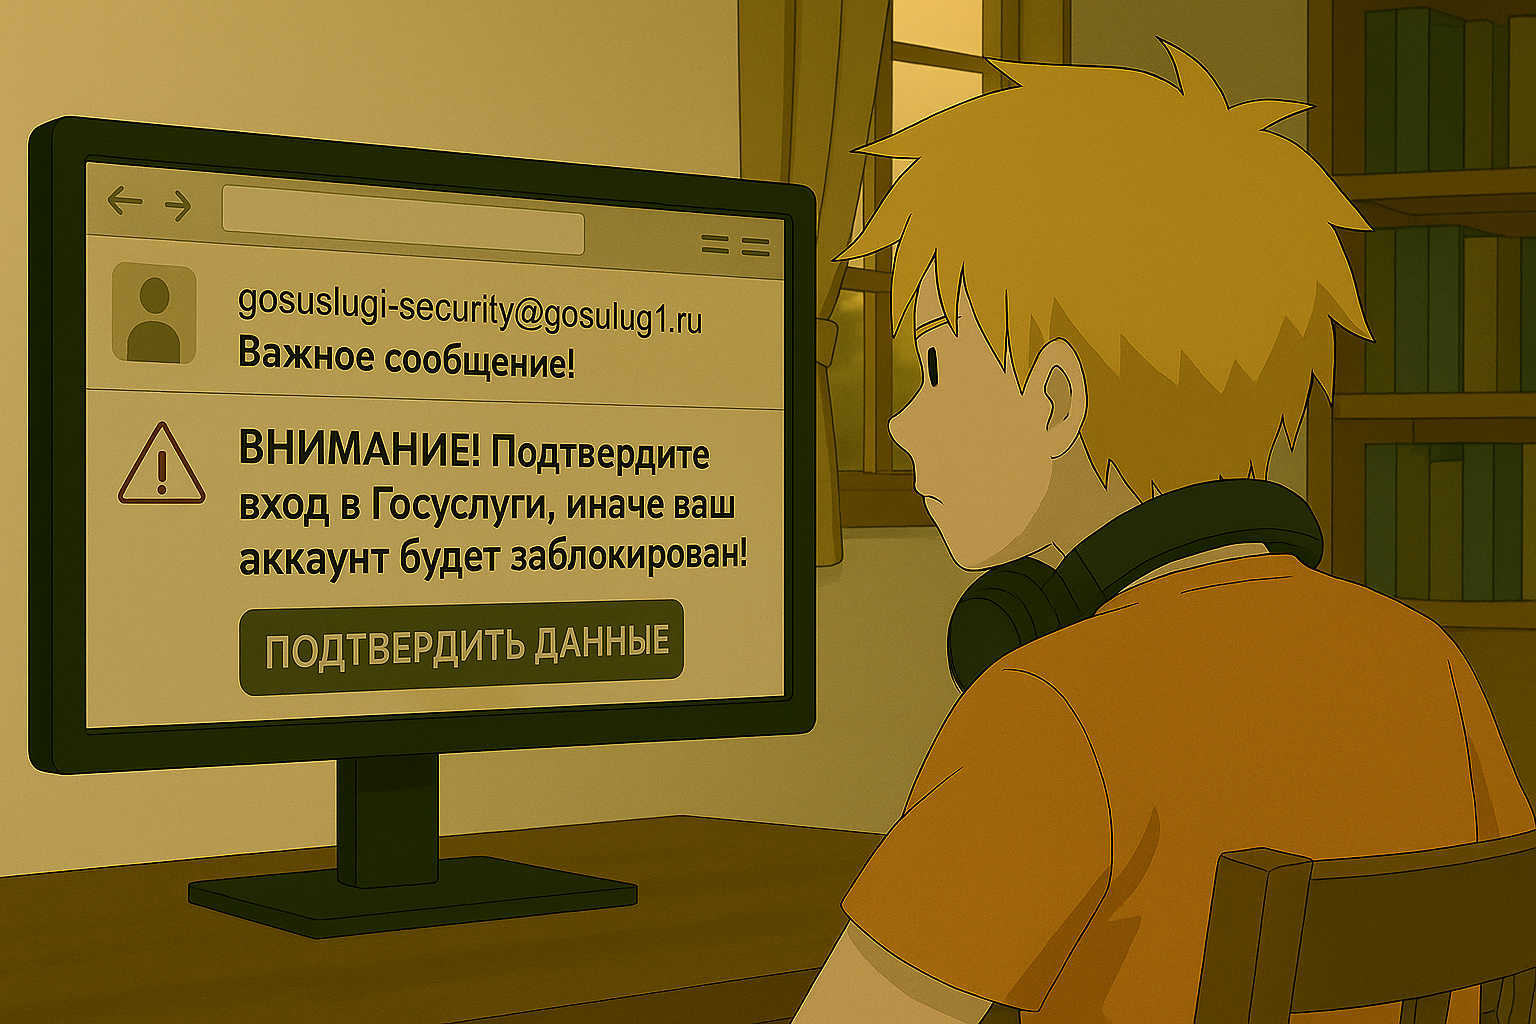 gosuslugi-security@gosulug1.ru
Важное сообщение!
ВНИМАНИЕ! Подтвердите
вход в Госуслуги, иначе ваш
аккаунт будет заблокирован!
ПОДТВЕРДИТЬ ДАННЫЕ